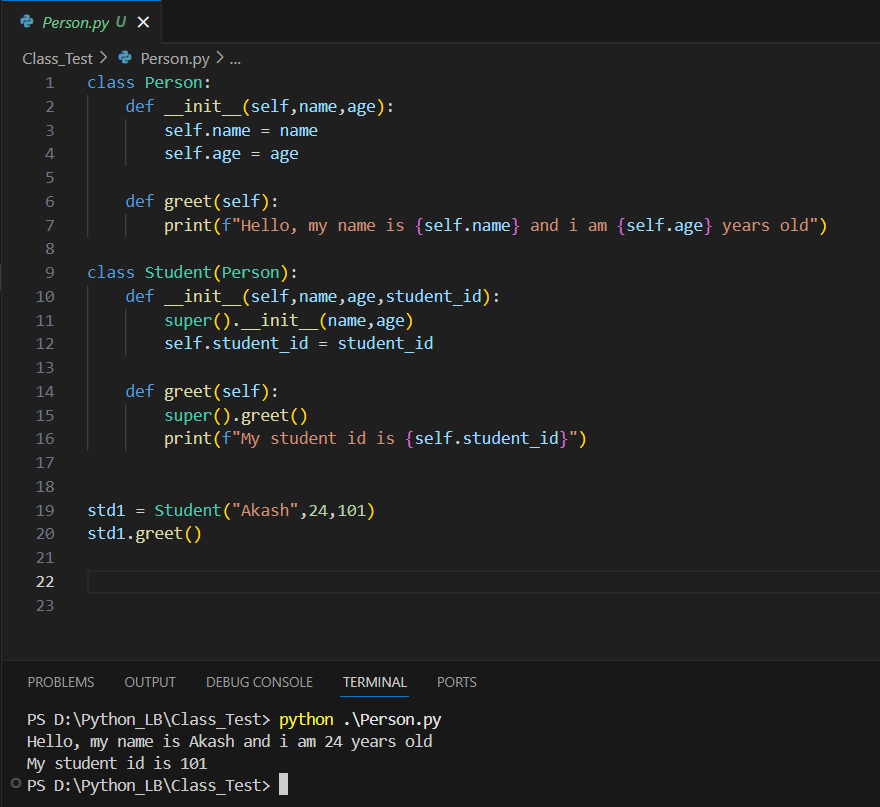 Person.py U ×
Class_Test > Person.py > ...
1 class Person:
2     def __init__(self,name,age):
3         self.name = name
4         self.age = age
5
6     def greet(self):
7         print(f"Hello, my name is {self.name} and i am {self.age} years old")
8
9 class Student(Person):
10     def __init__(self,name,age,student_id):
11         super().__init__(name,age)
12         self.student_id = student_id
13
14     def greet(self):
15         super().greet()
16         print(f"My student id is {self.student_id}")
17
18
19 std1 = Student("Akash",24,101)
20 std1.greet()
21
22
23
PROBLEMS OUTPUT DEBUG CONSOLE TERMINAL PORTS
PS D:\Python_LB\Class_Test> python .\Person.py
Hello, my name is Akash and i am 24 years old
My student id is 101
PS D:\Python_LB\Class_Test>